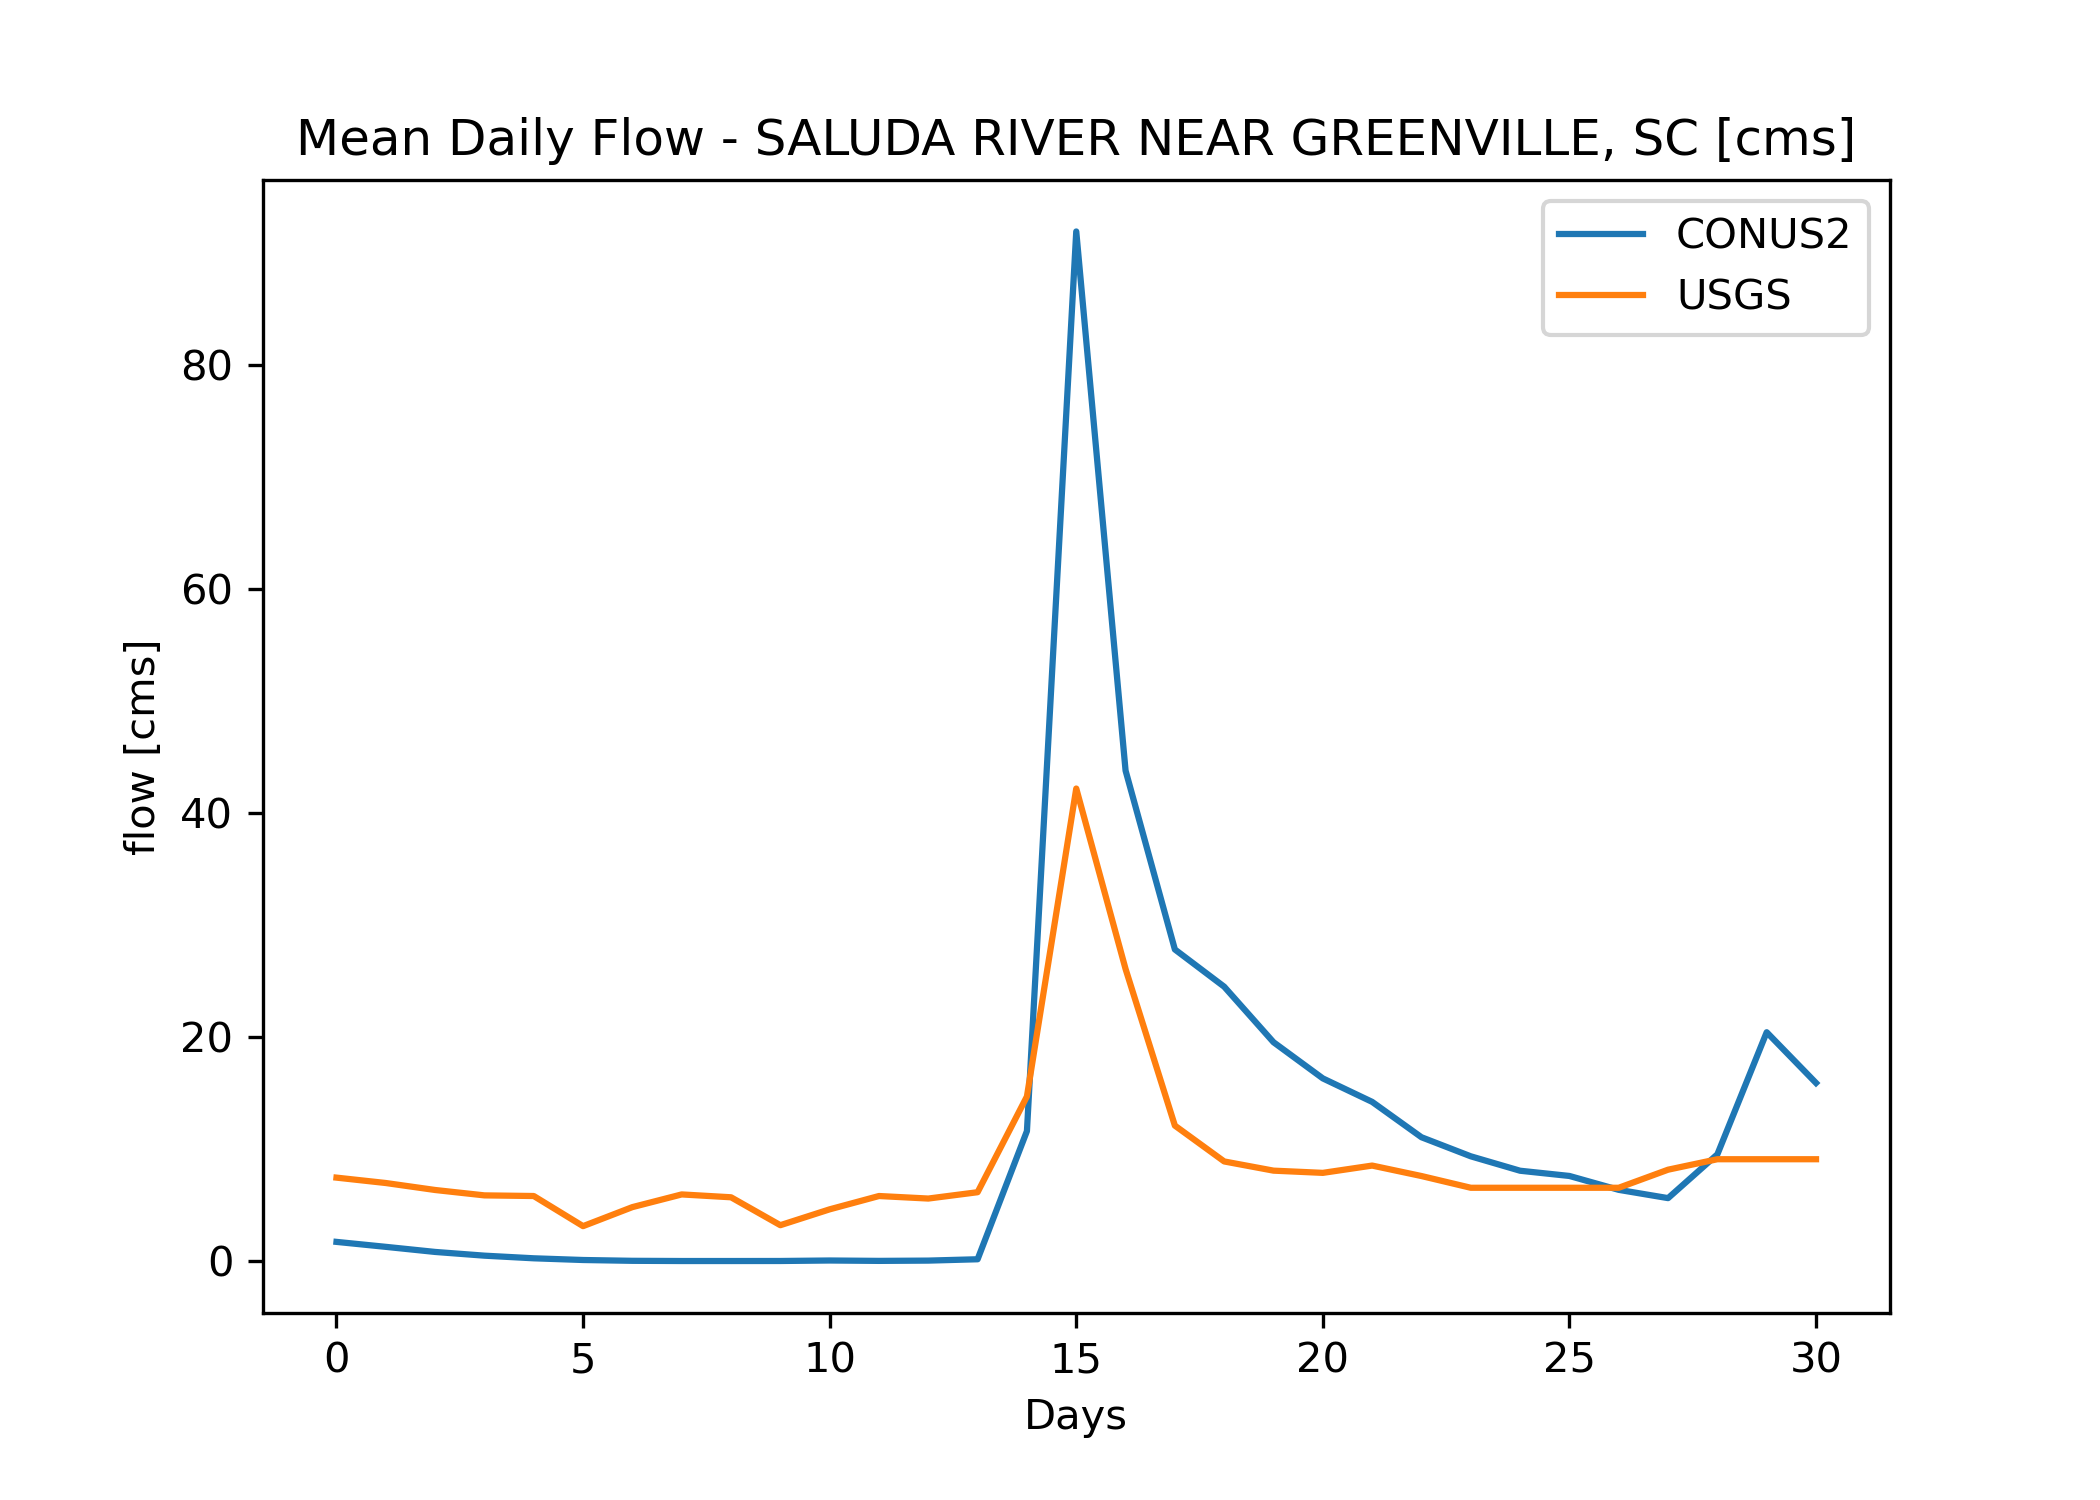 Mean Daily Flow - SALUDA RIVER NEAR GREENVILLE, SC [cms]
CONUS2
USGS
80
60
40
20
0
flow [cms]
0 5 10 15 20 25 30
Days